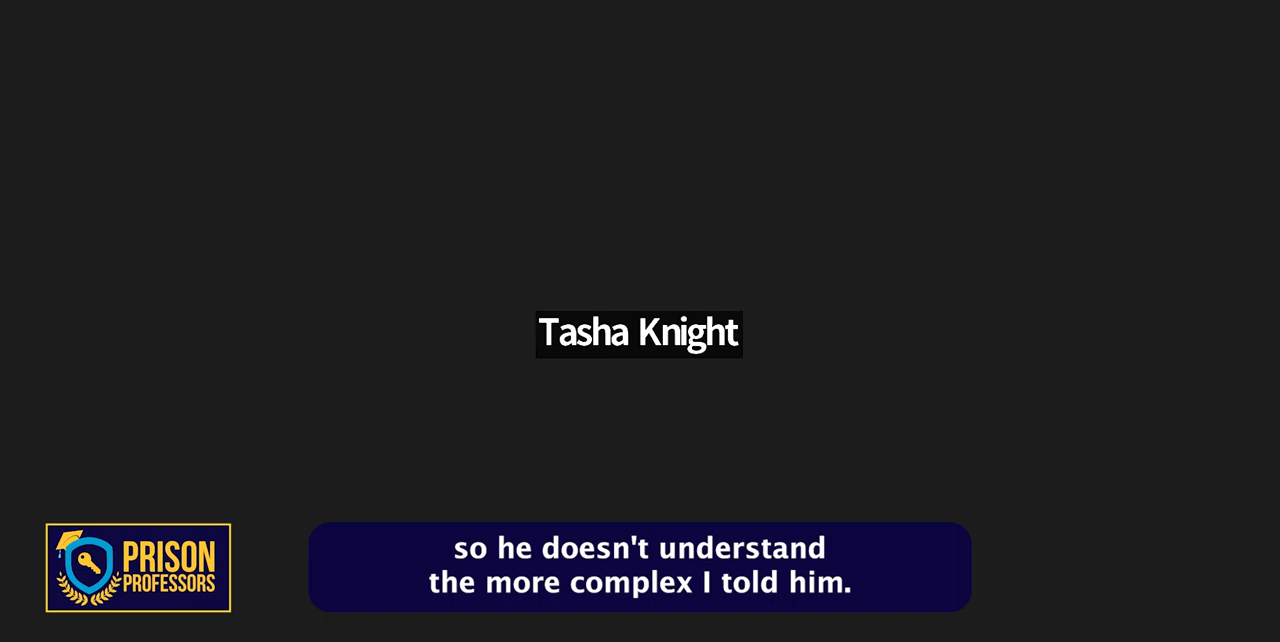 Tasha Knight
PRISON
PROFESSORS
so he doesn't understand
the more complex I told him.